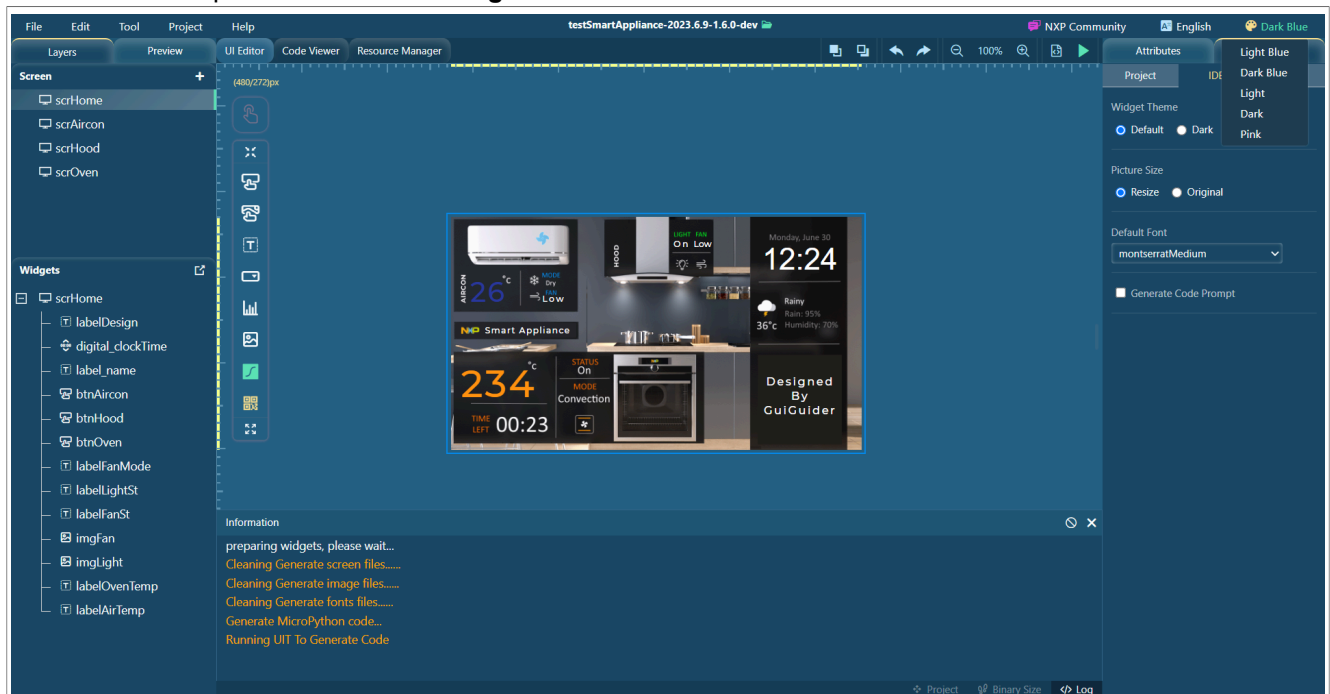 File Edit Tool Project Help
testSmartAppliance-2023.6.9-1.6.0-dev
NXP Community
English
Dark Blue
Layers
Preview
UI Editor
Code Viewer
Resource Manager
100%
Attributes
Light Blue
Dark Blue
Light
Dark
Pink
Screen
scrHome
scrAircon
scrHood
scrOven
Widgets
scrHome
labelDesign
digital_clockTime
label_name
btnAircon
btnHood
btnOven
labelFanMode
labelLightSt
labelFanSt
imgFan
imgLight
labelOvenTemp
labelAirTemp
(480/272)px
AIRCON
26
°c
MODE
Dry
FAN
Low
HOOD
LIGHT FAN
On Low
Monday, June 30
12:24
Rainy
Rain: 95%
36°c Humidity: 70%
NXP Smart Appliance
234
°c
TIME
LEFT 00:23
STATUS
On
MODE
Convection
Designed
By
GuiGuider
Information
preparing widgets, please wait...
Cleaning Generate screen files......
Cleaning Generate image files......
Cleaning Generate fonts files......
Generate MicroPython code...
Running UIT To Generate Code
Project
Binary Size
Log
Project
IDE
Widget Theme
Default
Dark
Picture Size
Resize
Original
Default Font
montserratMedium
Generate Code Prompt